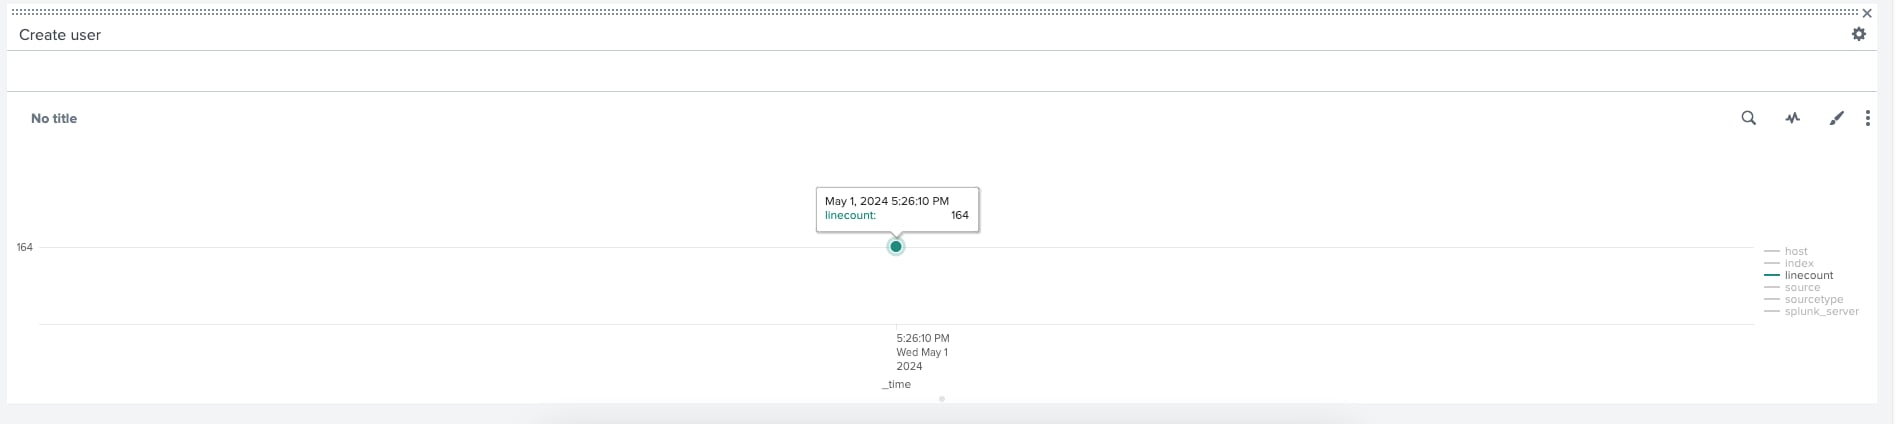 Create user
No title
May 1, 2024 5:26:10 PM
linecount: 164
164
host
index
linecount
source
sourcetype
splunk_server
5:26:10 PM
Wed May 1
2024
_time